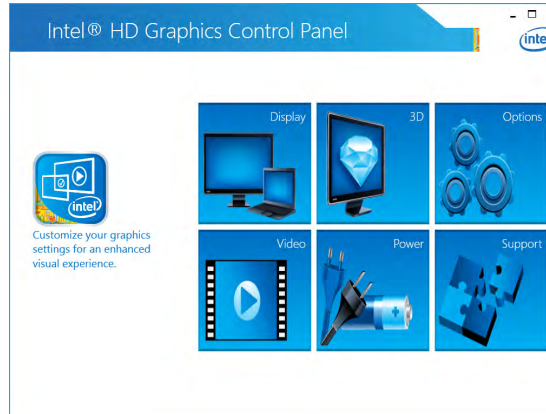 Intel® HD Graphics Control Panel
Display
3D
Options
intel
Customize your graphics
settings for an enhanced
visual experience.
Video
Power
Support